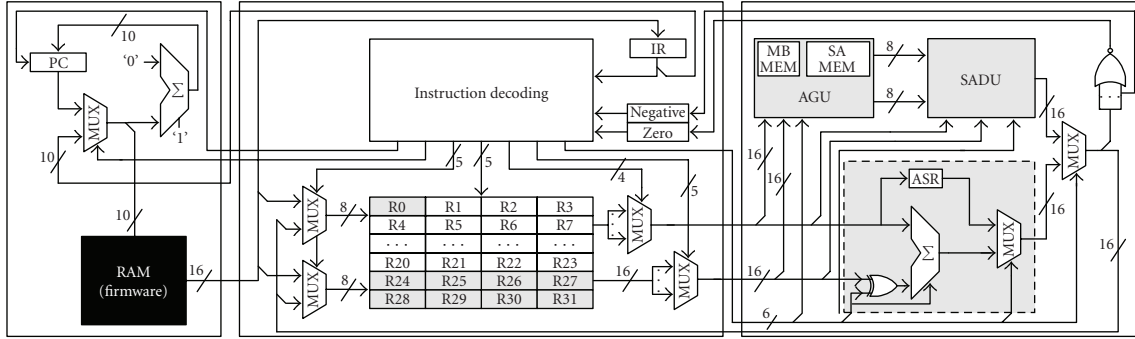 10
PC
'0'
Σ
MUX
'1'
10
10
RAM
(firmware)
16
Instruction decoding
IR
Negative
Zero
5
5
4
5
MUX
8
MUX
8
R0 R1 R2 R3
R4 R5 R6 R7
. . . . . . . . . . . .
R20 R21 R22 R23
R24 R25 R26 R27
R28 R29 R30 R31
MUX
16
MUX
16
MB
MEM
SA
MEM
AGU
8
8
SADU
16
16
16
MUX
ASR
Σ
MUX
16
16
6